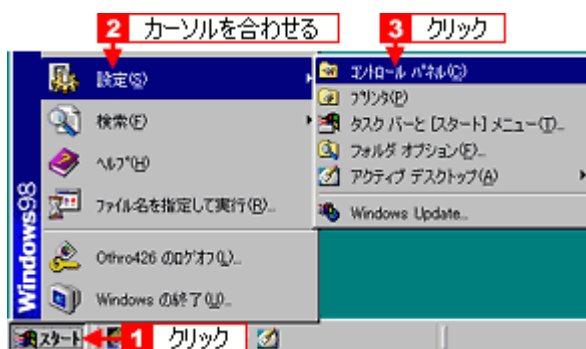 2 カーソルを合わせる
3 クリック
設定(S)
検索(F)
ヘルプ(H)
ファイル名を指定して実行(R)...
Othro426 のログオフ(L)...
Windows の終了(U)...
Windows98
コントロール パネル(C)
プリンタ(P)
タスク バーと [スタート] メニュー(T)...
フォルダ オプション(F)...
アクティブ デスクトップ(A)
Windows Update...
スタート
1 クリック